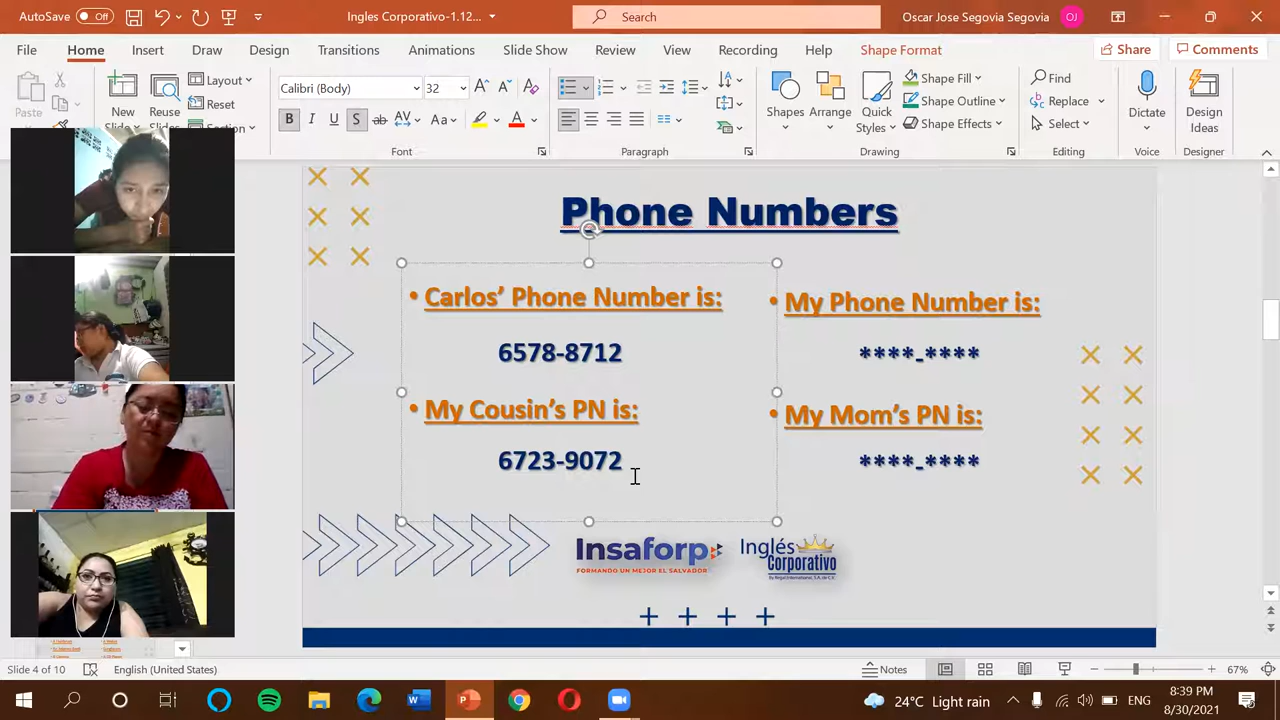 AutoSave Off
Ingles Corporativo-1.12...
Search
Oscar Jose Segovia Segovia OJ
File Home Insert Draw Design Transitions Animations Slide Show Review View Recording Help Shape Format
Share Comments
Paste
New
Reuse
Slides
Layout
Reset
Section
Calibri (Body) 32
Shapes
Arrange
Quick
Styles
Shape Fill
Shape Outline
Shape Effects
Find
Replace
Select
Dictate
Design
Ideas
Font Paragraph Drawing Editing Voice Designer
Phone Numbers
• Carlos' Phone Number is:
6578-8712
• My Cousin's PN is:
6723-9072
• My Phone Number is:
****-****
• My Mom's PN is:
****-****
Insaforp
FORMANDO UN MEJOR EL SALVADOR
Inglés
Corporativo
Slide 4 of 10 English (United States)
Notes 67%
24°C Light rain ENG 8:39 PM
8/30/2021